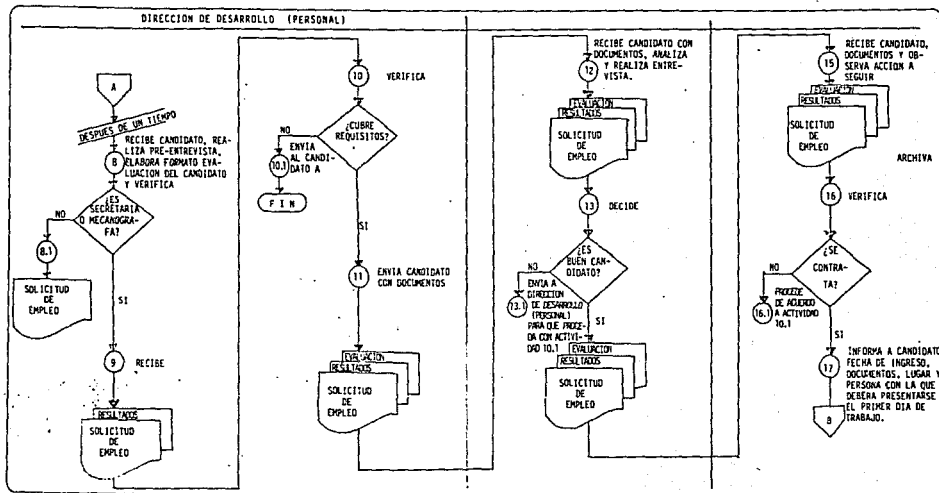 DIRECCION DE DESARROLLO (PERSONAL)
A
DESPUES DE UN TIEMPO
8
RECIBE CANDIDATO, REA-
LIZA PRE-ENTREVISTA,
ELABORA FORMATO EVA-
LUACION DEL CANDIDATO
Y VERIFICA
¿ES
SECRETARIA
O MECANOGRA-
FA?
NO
8.1
SOLICITUD
DE
EMPLEO
SI
9
RECIBE
RESULTADOS
SOLICITUD
DE
EMPLEO
10
VERIFICA
¿CUBRE
REQUISITOS?
NO
10.1
ENVIA
AL CANDI-
DATO A
F I N
SI
11
ENVIA CANDIDATO
CON DOCUMENTOS
EVALUACION
RESULTADOS
SOLICITUD
DE
EMPLEO
12
RECIBE CANDIDATO CON
DOCUMENTOS, ANALIZA
Y REALIZA ENTRE-
VISTA.
EVALUACION
RESULTADOS
SOLICITUD
DE
EMPLEO
13
DECIDE
¿ES
BUEN CAN-
DIDATO?
NO
13.1
ENVIA A
DIRECCION
DE DESARROLLO
(PERSONAL)
PARA QUE PROCE-
DA CON ACTIVI-
DAD 10.1
SI
EVALUACION
RESULTADOS
SOLICITUD
DE
EMPLEO
15
RECIBE CANDIDATO,
DOCUMENTOS Y OB-
SERVA ACCION A
SEGUIR
EVALUACION
RESULTADOS
SOLICITUD
DE
EMPLEO
ARCHIVA
16
VERIFICA
¿SE
CONTRA-
TA?
NO
16.1
PROCEDE DE
ACUERDO
A ACTIVIDAD
10.1
SI
17
INFORMA A CANDIDATO
FECHA DE INGRESO,
DOCUMENTOS, LUGAR Y
PERSONA CON LA QUE
DEBERA PRESENTARSE
EL PRIMER DIA DE
TRABAJO.
B